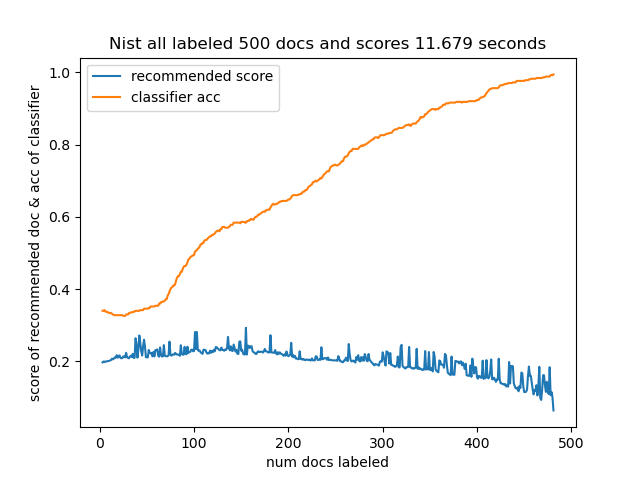 Nist all labeled 500 docs and scores 11.679 seconds
recommended score
classifier acc
score of recommended doc & acc of classifier
1.0
0.8
0.6
0.4
0.2
0 100 200 300 400 500
num docs labeled